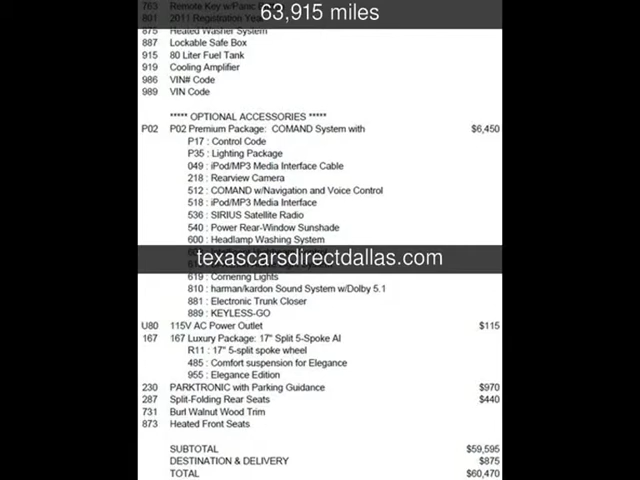 63,915 miles
763 Remote Key w/Panic
801 2011 Registration Year
875 Heated Washer System
887 Lockable Safe Box
915 80 Liter Fuel Tank
919 Cooling Amplifier
986 VIN# Code
989 VIN Code
***** OPTIONAL ACCESSORIES *****
P02 P02 Premium Package: COMAND System with $6,450
P17 : Control Code
P35 : Lighting Package
049 : iPod/MP3 Media Interface Cable
218 : Rearview Camera
512 : COMAND w/Navigation and Voice Control
518 : iPod/MP3 Media Interface
536 : SIRIUS Satellite Radio
540 : Power Rear-Window Sunshade
600 : Headlamp Washing System
texascarsdirectdallas.com
619 : Cornering Lights
810 : harman/kardon Sound System w/Dolby 5.1
881 : Electronic Trunk Closer
889 : KEYLESS-GO
U80 115V AC Power Outlet $115
167 167 Luxury Package: 17" Split 5-Spoke Al
R11 : 17" 5-split spoke wheel
485 : Comfort suspension for Elegance
955 : Elegance Edition
230 PARKTRONIC with Parking Guidance $970
287 Split-Folding Rear Seats $440
731 Burl Walnut Wood Trim
873 Heated Front Seats
SUBTOTAL $59,595
DESTINATION & DELIVERY $875
TOTAL $60,470